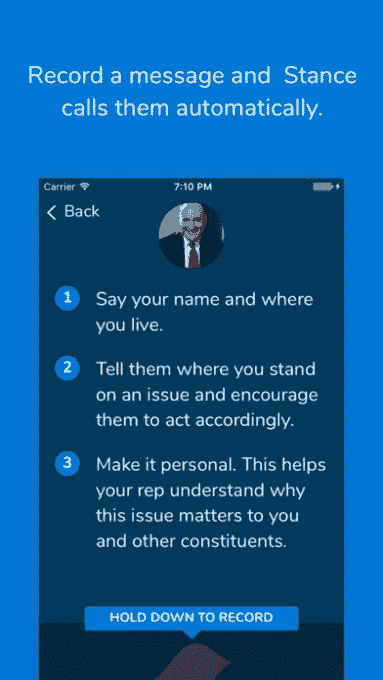 Record a message and Stance
calls them automatically.
Carrier 7:10 PM
Back
1 Say your name and where
you live.
2 Tell them where you stand
on an issue and encourage
them to act accordingly.
3 Make it personal. This helps
your rep understand why
this issue matters to you
and other constituents.
HOLD DOWN TO RECORD